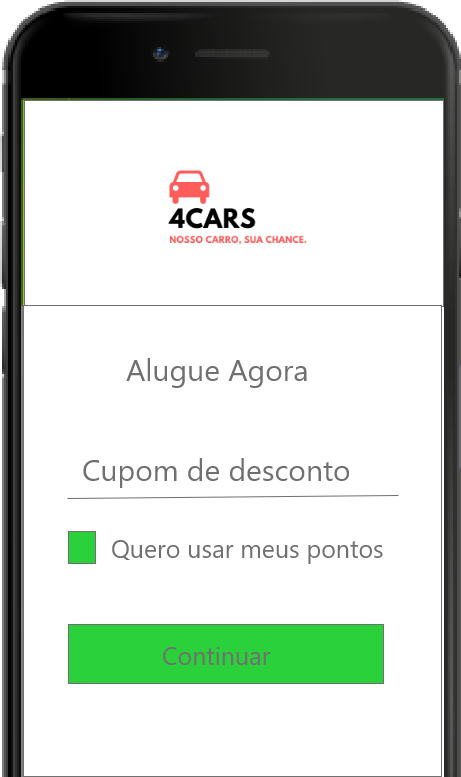 4CARS
NOSSO CARRO, SUA CHANCE.
Alugue Agora
Cupom de desconto
Quero usar meus pontos
Continuar